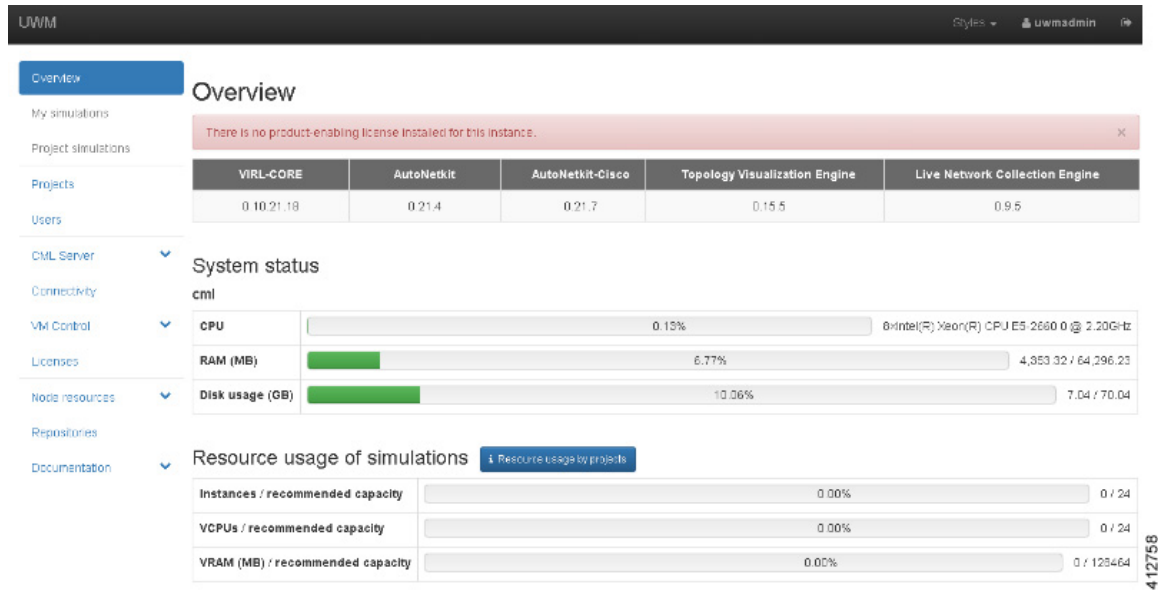 UWM
Styles
uwmadmin
Overview
My simulations
Project simulations
Projects
Users
CML Server
Connectivity
VM Control
Licenses
Node resources
Repositories
Documentation
Overview
There is no product-enabling license installed for this instance. ×
VIRL-CORE AutoNetkit AutoNetkit-Cisco Topology Visualization Engine Live Network Collection Engine
0.10.21.18 0.21.4 0.21.7 0.15.5 0.9.5
System status
cml
CPU 0.13% 8xIntel(R) Xeon(R) CPU E5-2660 0 @ 2.20GHz
RAM (MB) 6.77% 4,353.32 / 64,296.23
Disk usage (GB) 10.06% 7.04 / 70.04
Resource usage of simulations Resource usage by projects
Instances / recommended capacity 0.00% 0 / 24
VCPUs / recommended capacity 0.00% 0 / 24
VRAM (MB) / recommended capacity 0.00% 0 / 128464
412758